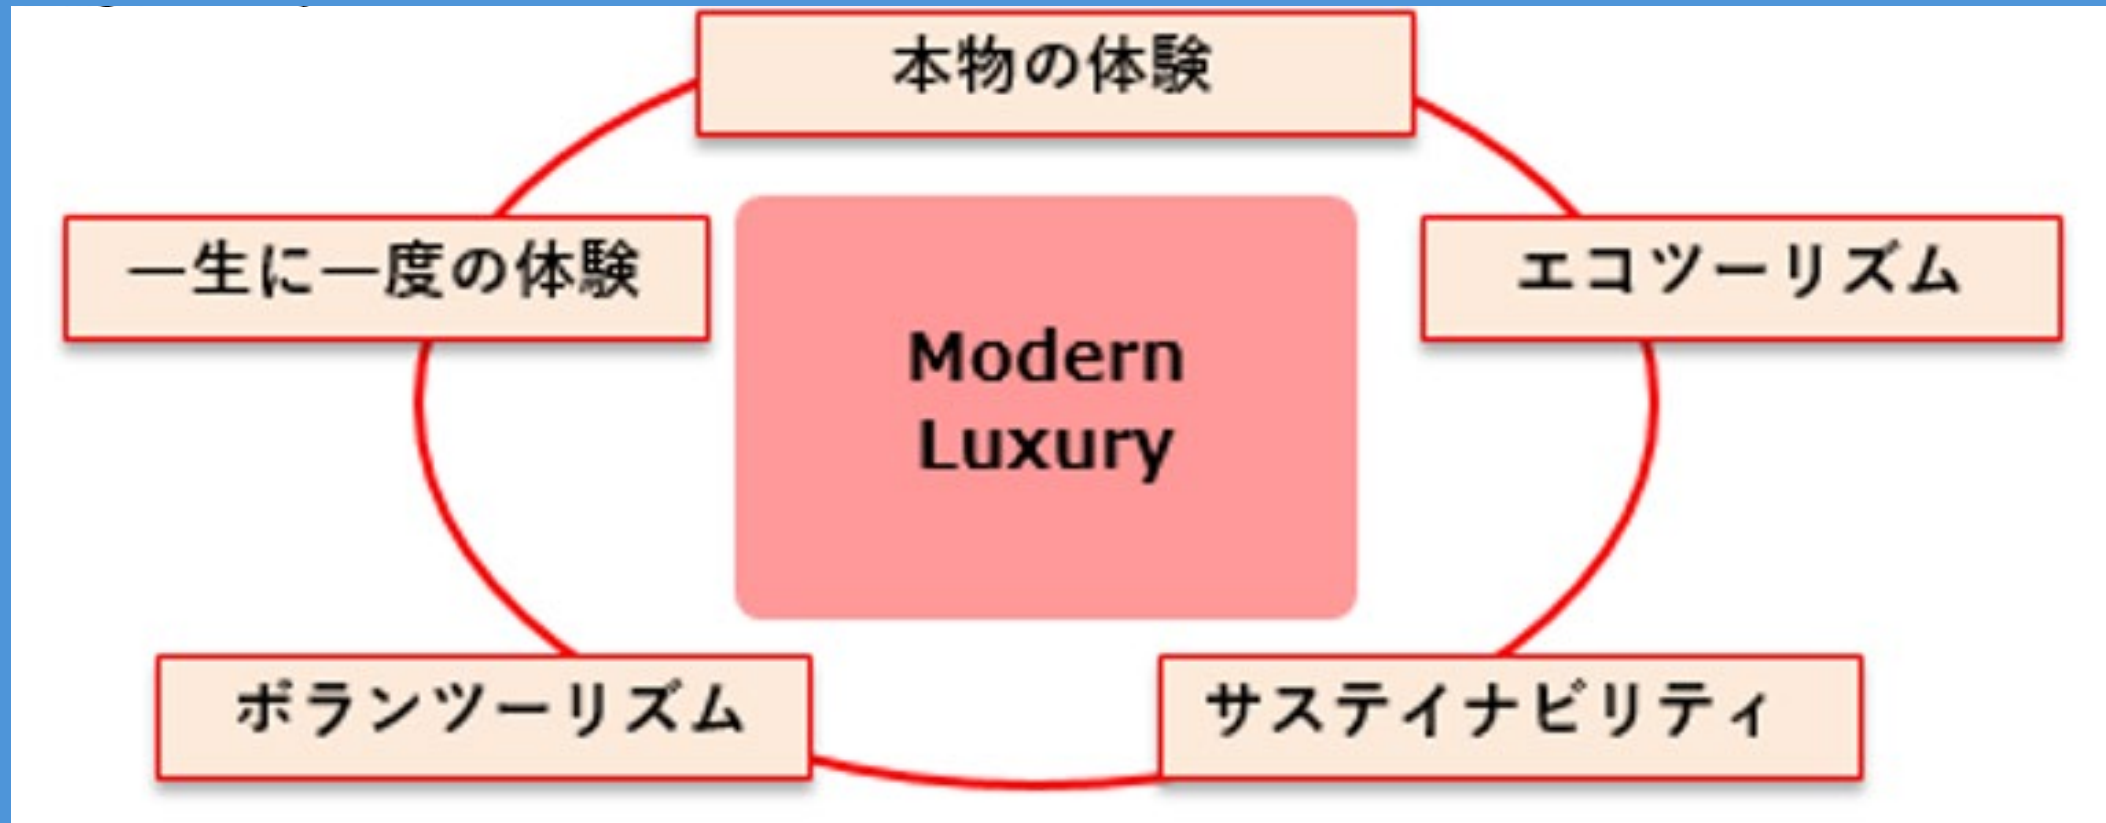 本物の体験
一生に一度の体験
エコツーリズム
Modern
Luxury
ボランツーリズム
サステイナビリティ